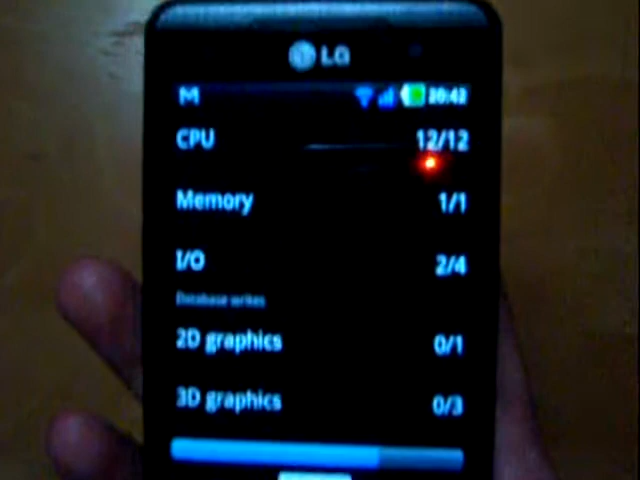 LG
20:42
CPU 12/12
Memory 1/1
I/O 2/4
Database writes
2D graphics 0/1
3D graphics 0/3